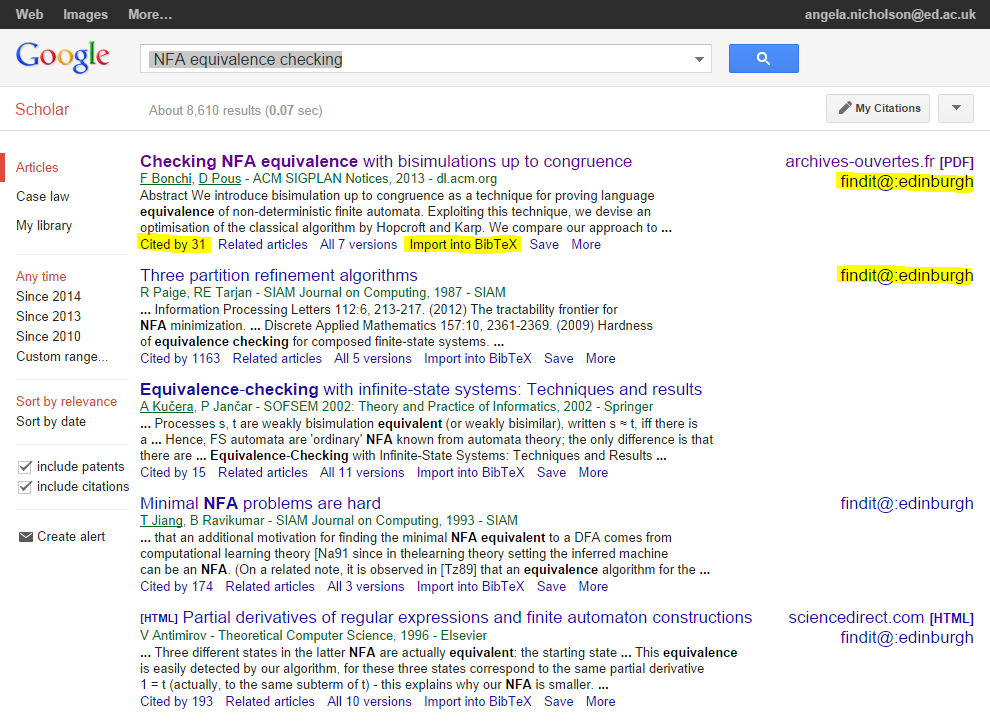 Web Images More… angela.nicholson@ed.ac.uk
Google NFA equivalence checking
Scholar About 8,610 results (0.07 sec) My Citations
Articles
Case law
My library
Any time
Since 2014
Since 2013
Since 2010
Custom range...
Sort by relevance
Sort by date
include patents
include citations
Create alert
Checking NFA equivalence with bisimulations up to congruence
F Bonchi, D Pous - ACM SIGPLAN Notices, 2013 - dl.acm.org
Abstract We introduce bisimulation up to congruence as a technique for proving language
equivalence of non-deterministic finite automata. Exploiting this technique, we devise an
optimisation of the classical algorithm by Hopcroft and Karp. We compare our approach to ...
Cited by 31 Related articles All 7 versions Import into BibTeX Save More
archives-ouvertes.fr [PDF]
findit@:edinburgh
Three partition refinement algorithms
R Paige, RE Tarjan - SIAM Journal on Computing, 1987 - SIAM
... Information Processing Letters 112:6, 213-217. (2012) The tractability frontier for
NFA minimization. ... Discrete Applied Mathematics 157:10, 2361-2369. (2009) Hardness
of equivalence checking for composed finite-state systems. ...
Cited by 1163 Related articles All 5 versions Import into BibTeX Save More
findit@:edinburgh
Equivalence-checking with infinite-state systems: Techniques and results
A Kučera, P Jančar - SOFSEM 2002: Theory and Practice of Informatics, 2002 - Springer
... Processes s, t are weakly bisimulation equivalent (or weakly bisimilar), written s ≈ t, iff there is
a ... Hence, FS automata are 'ordinary' NFA known from automata theory; the only difference is that
there are ... Equivalence-Checking with Infinite-State Systems: Techniques and Results ...
Cited by 15 Related articles All 11 versions Import into BibTeX Save More
Minimal NFA problems are hard
T Jiang, B Ravikumar - SIAM Journal on Computing, 1993 - SIAM
... that an additional motivation for finding the minimal NFA equivalent to a DFA comes from
computational learning theory [Na91 since in thelearning theory setting the inferred machine
can be an NFA. (On a related note, it is observed in [Tz89] that an equivalence algorithm for the ...
Cited by 174 Related articles All 3 versions Import into BibTeX Save More
findit@:edinburgh
[HTML] Partial derivatives of regular expressions and finite automaton constructions
V Antimirov - Theoretical Computer Science, 1996 - Elsevier
... Three different states in the latter NFA are actually equivalent: the starting state ... This equivalence
is easily detected by our algorithm, for these three states correspond to the same partial derivative
1 = t (actually, to the same subterm of t) - this explains why our NFA is smaller. ...
Cited by 193 Related articles All 10 versions Import into BibTeX Save More
sciencedirect.com [HTML]
findit@:edinburgh